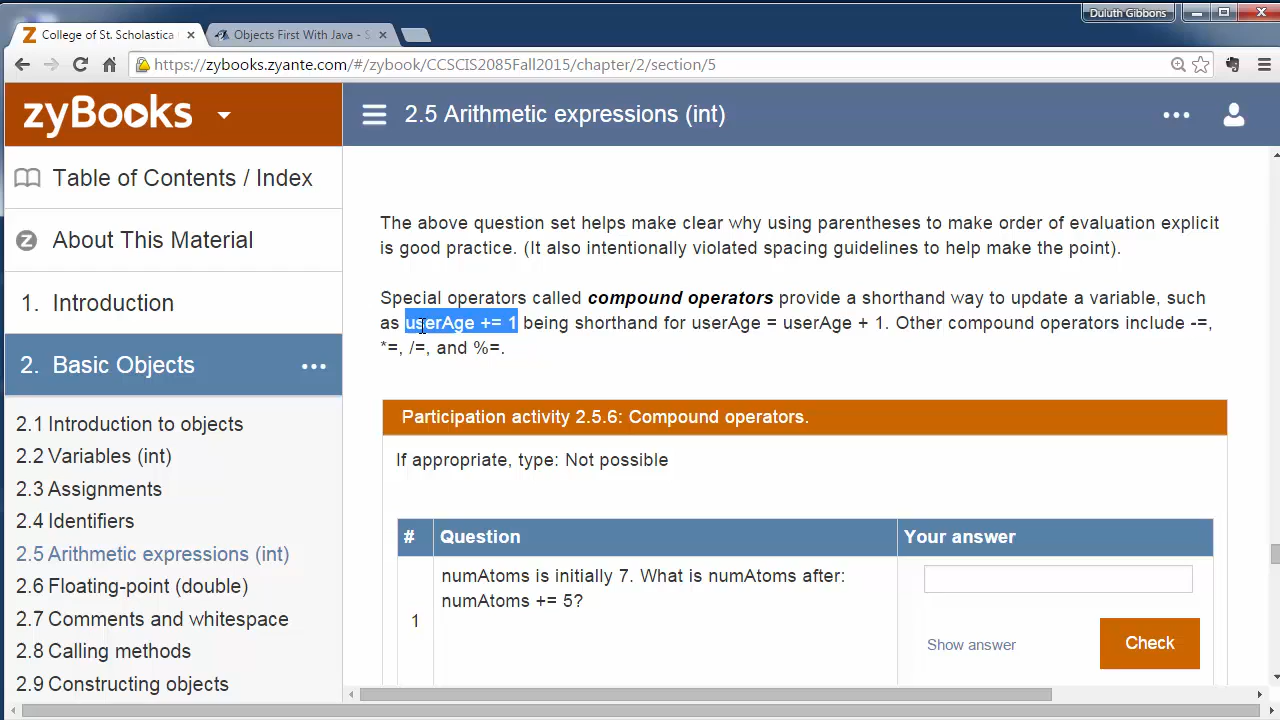 Duluth Gibbons
College of St. Scholastica
Objects First With Java - S
https://zybooks.zyante.com/#/zybook/CCSCIS2085Fall2015/chapter/2/section/5
zyBooks
2.5 Arithmetic expressions (int)
Table of Contents / Index
About This Material
1. Introduction
2. Basic Objects
2.1 Introduction to objects
2.2 Variables (int)
2.3 Assignments
2.4 Identifiers
2.5 Arithmetic expressions (int)
2.6 Floating-point (double)
2.7 Comments and whitespace
2.8 Calling methods
2.9 Constructing objects
The above question set helps make clear why using parentheses to make order of evaluation explicit
is good practice. (It also intentionally violated spacing guidelines to help make the point).
Special operators called compound operators provide a shorthand way to update a variable, such
as userAge += 1 being shorthand for userAge = userAge + 1. Other compound operators include -=,
*=, /=, and %=.
Participation activity 2.5.6: Compound operators.
If appropriate, type: Not possible
# Question Your answer
numAtoms is initially 7. What is numAtoms after:
numAtoms += 5?
1
Show answer
Check